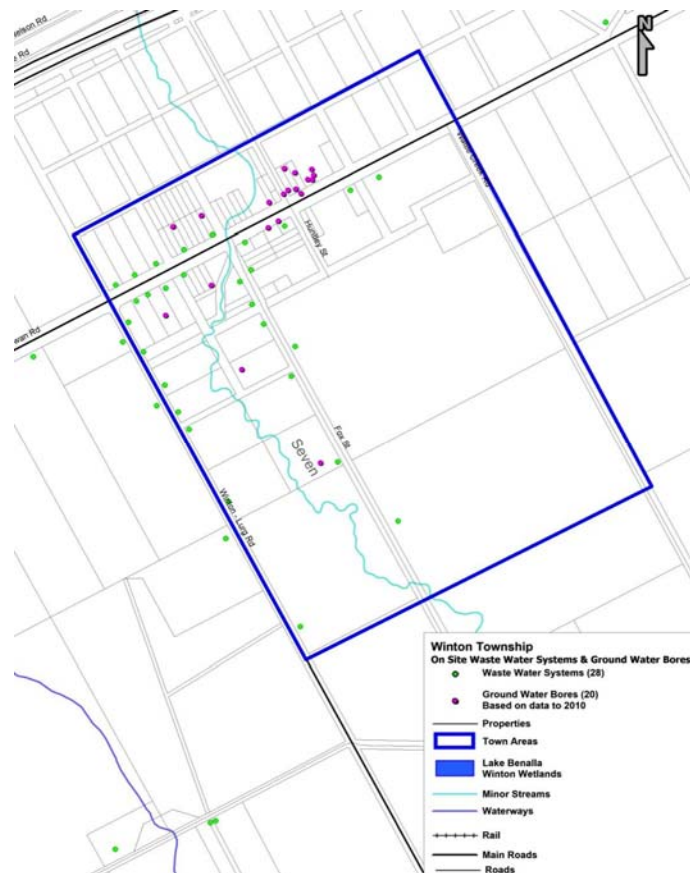 Rd
N
Huntley St
wan Rd
Fox St
Seven
Winton - Lurg Rd
Winton Township
On Site Waste Water Systems & Ground Water Bores
Waste Water Systems (28)
Ground Water Bores (20)
Based on data to 2010
Properties
Town Areas
Lake Benalla
Winton Wetlands
Minor Streams
Waterways
Rail
Main Roads
Roads